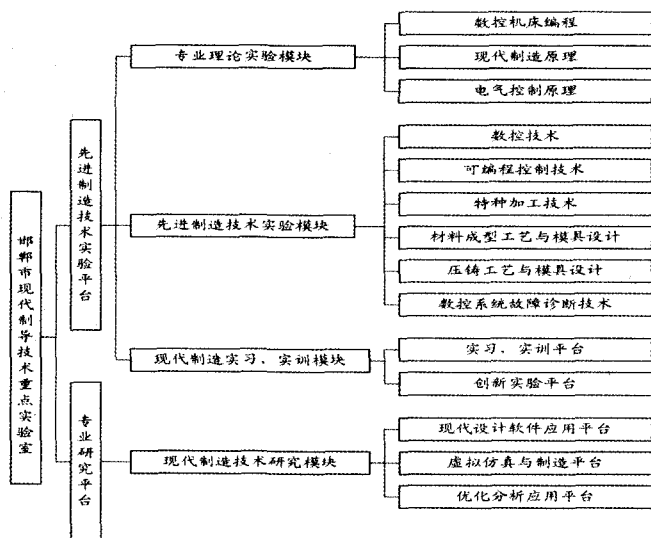 邯郸市现代制导技术重点实验室
先进制造技术实验平台
专业理论实验模块
数控机床编程
现代制造原理
电气控制原理
先进制造技术实验模块
数控技术
可编程控制技术
特种加工技术
材料成型工艺与模具设计
压铸工艺与模具设计
数控系统故障诊断技术
现代制造实习、实训模块
实习、实训平台
创新实验平台
专业研究平台
现代制造技术研究模块
现代设计软件应用平台
虚拟仿真与制造平台
优化分析应用平台